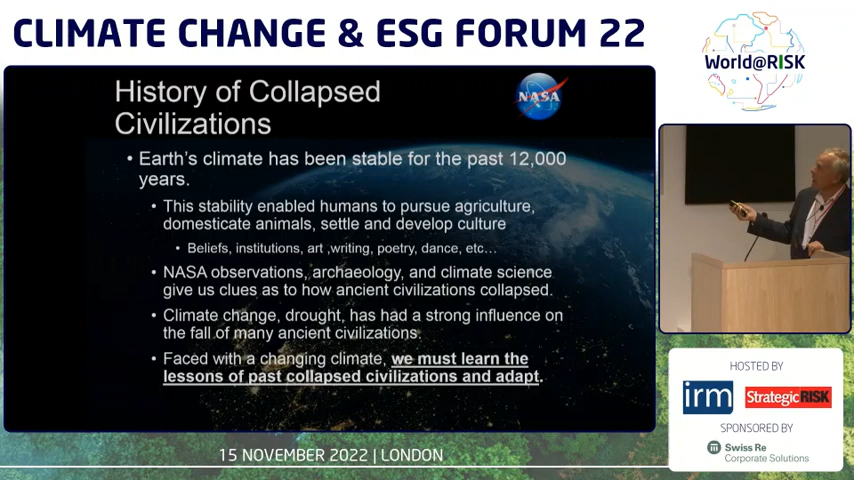 CLIMATE CHANGE & ESG FORUM 22
World@RISK
History of Collapsed
Civilizations
NASA
• Earth's climate has been stable for the past 12,000
years.
• This stability enabled humans to pursue agriculture,
domesticate animals, settle and develop culture
• Beliefs, institutions, art ,writing, poetry, dance, etc...
• NASA observations, archaeology, and climate science
give us clues as to how ancient civilizations collapsed.
• Climate change, drought, has had a strong influence on
the fall of many ancient civilizations.
• Faced with a changing climate, we must learn the
lessons of past collapsed civilizations and adapt.
HOSTED BY
irm
StrategicRISK
SPONSORED BY
Swiss Re
Corporate Solutions
15 NOVEMBER 2022 | LONDON